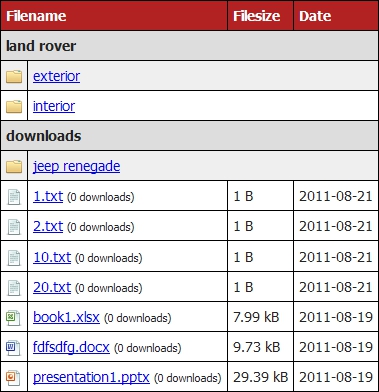 Filename Filesize Date
land rover
exterior
interior
downloads
jeep renegade
1.txt (0 downloads) 1 B 2011-08-21
2.txt (0 downloads) 1 B 2011-08-21
10.txt (0 downloads) 1 B 2011-08-21
20.txt (0 downloads) 1 B 2011-08-21
book1.xlsx (0 downloads) 7.99 kB 2011-08-19
fdfsdfg.docx (0 downloads) 9.73 kB 2011-08-19
presentation1.pptx (0 downloads) 29.39 kB 2011-08-19